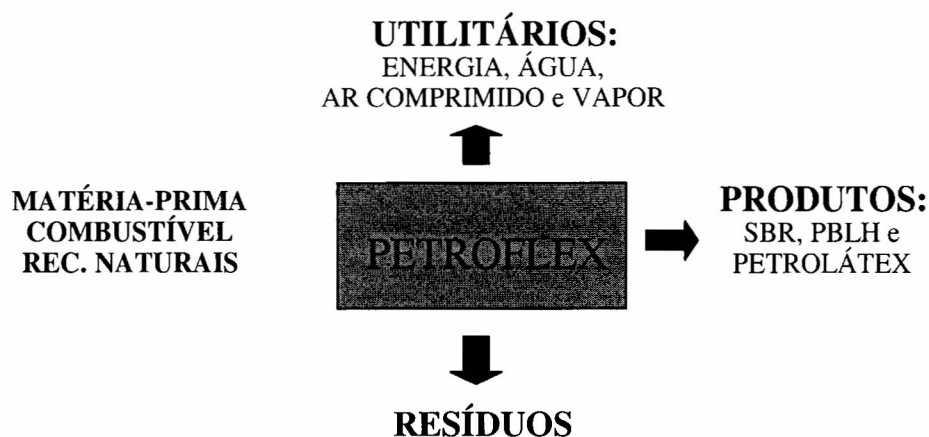 UTILITÁRIOS:
ENERGIA, ÁGUA,
AR COMPRIMIDO e VAPOR
MATÉRIA-PRIMA
COMBUSTÍVEL
REC. NATURAIS
PETROFLEX
PRODUTOS:
SBR, PBLH e
PETROLÁTEX
RESÍDUOS